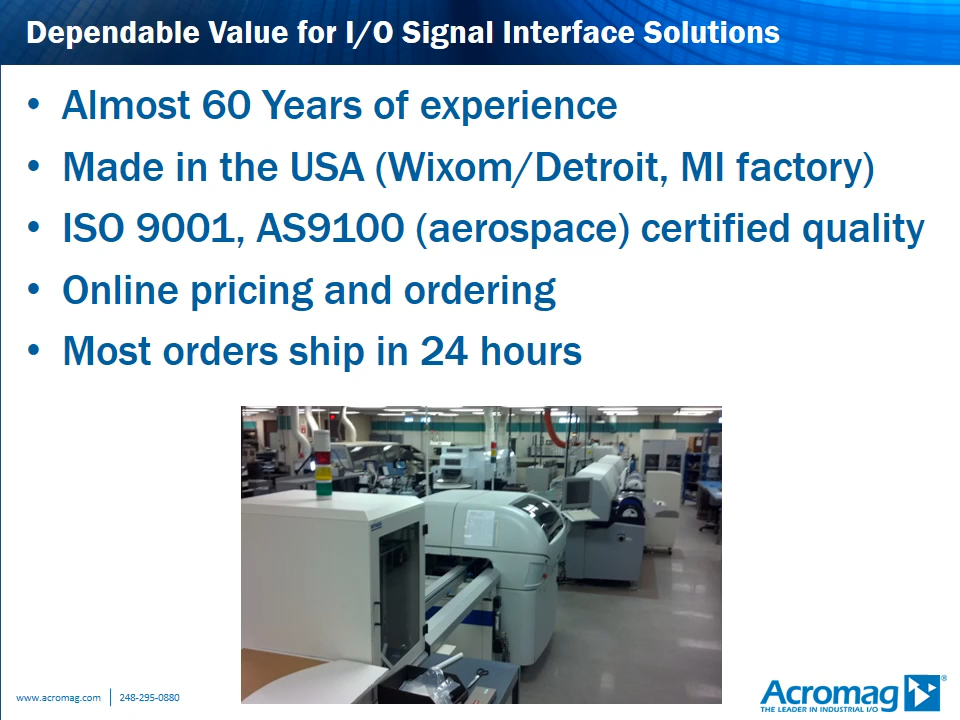 Dependable Value for I/O Signal Interface Solutions
• Almost 60 Years of experience
• Made in the USA (Wixom/Detroit, MI factory)
• ISO 9001, AS9100 (aerospace) certified quality
• Online pricing and ordering
• Most orders ship in 24 hours
www.acromag.com | 248-295-0880
Acromag®
THE LEADER IN INDUSTRIAL I/O